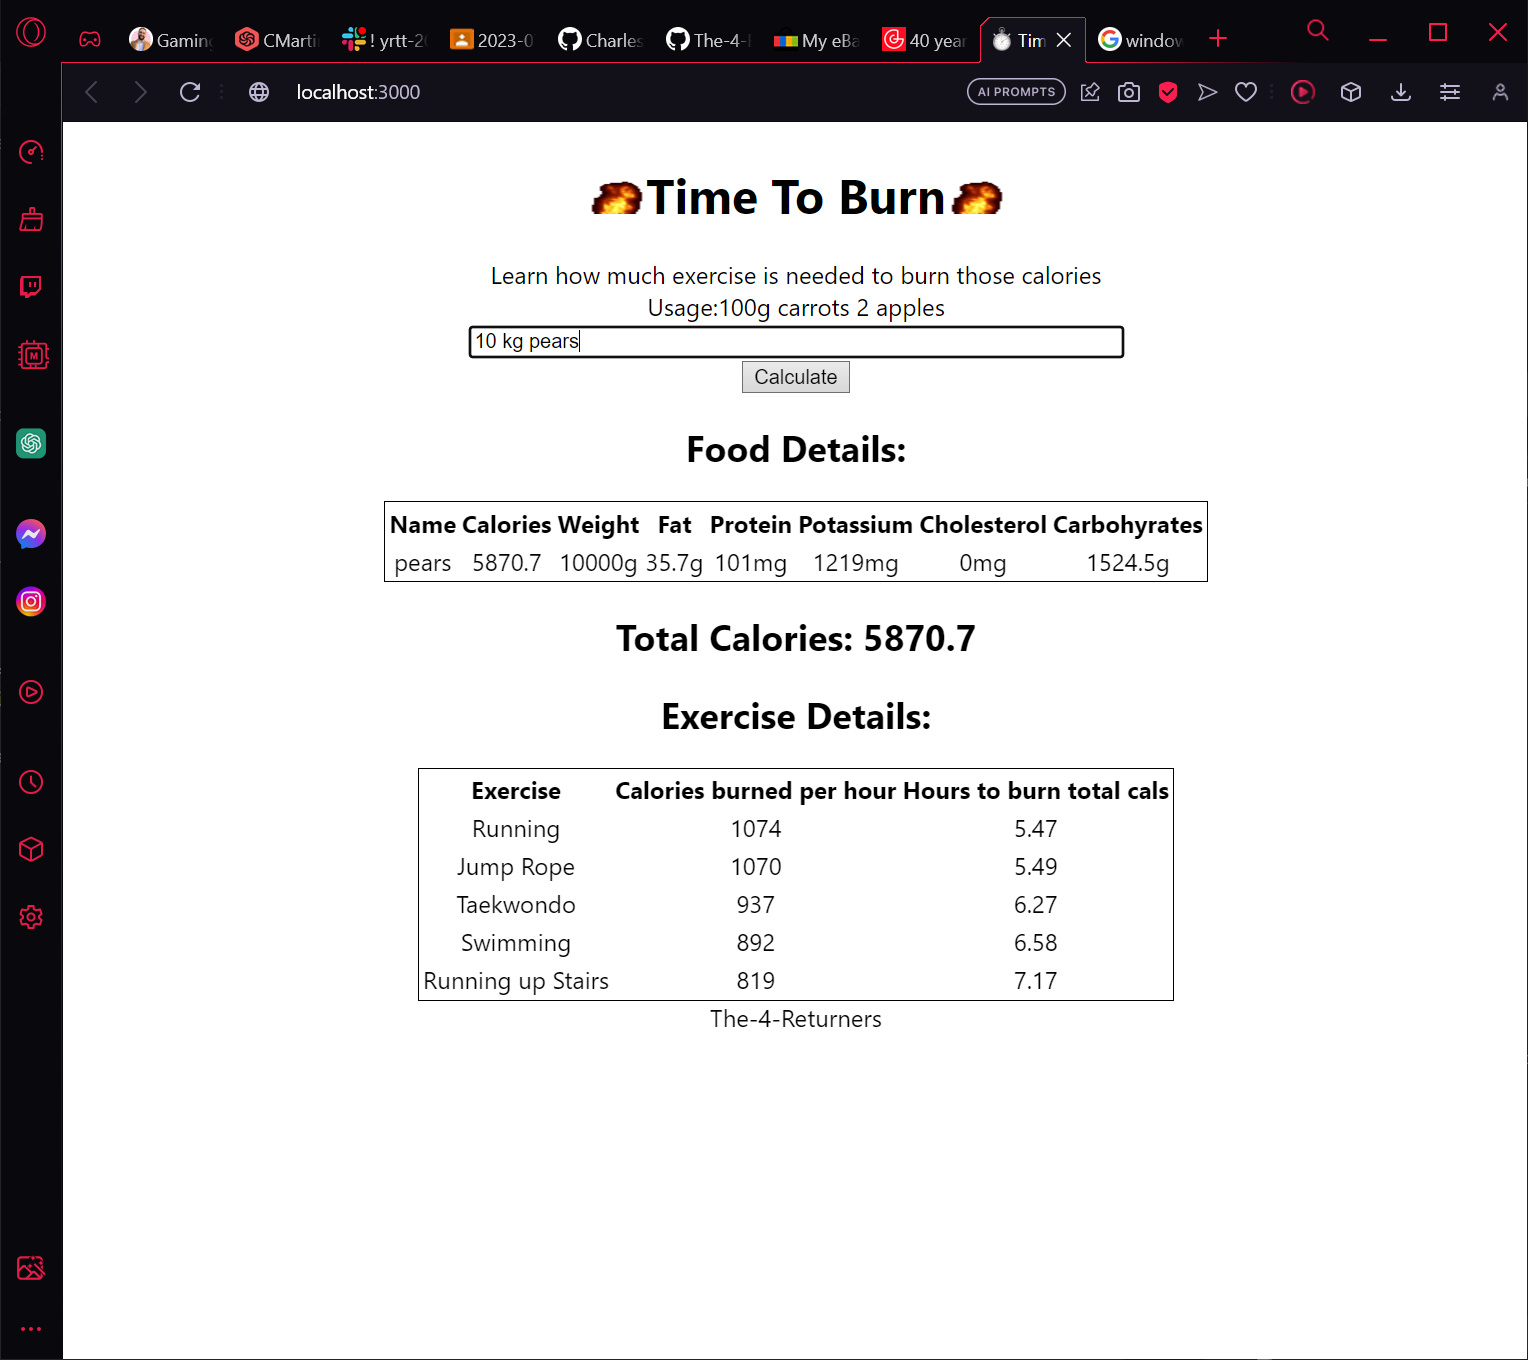 Gaming
CMarti
! yrtt-2
2023-0
Charles
The-4-
My eBa
40 year
Tim
window
localhost:3000
AI PROMPTS
M
Time To Burn
Learn how much exercise is needed to burn those calories
Usage:100g carrots 2 apples
10 kg pears
Calculate
Food Details:
Name Calories Weight Fat Protein Potassium Cholesterol Carbohyrates
pears 5870.7 10000g 35.7g 101mg 1219mg 0mg 1524.5g
Total Calories: 5870.7
Exercise Details:
Exercise Calories burned per hour Hours to burn total cals
Running 1074 5.47
Jump Rope 1070 5.49
Taekwondo 937 6.27
Swimming 892 6.58
Running up Stairs 819 7.17
The-4-Returners